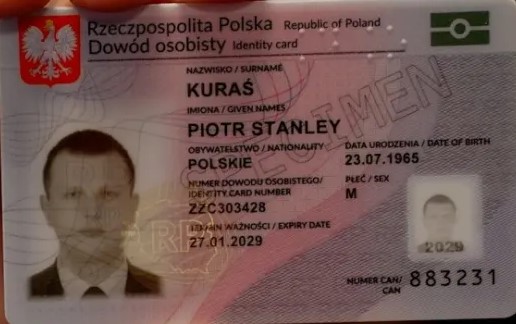 Rzeczpospolita Polska Republic of Poland
Dowód osobisty Identity card
NAZWISKO / SURNAME
KURAŚ
IMIONA / GIVEN NAMES
PIOTR STANLEY
OBYWATELSTWO / NATIONALITY
POLSKIE
DATA URODZENIA / DATE OF BIRTH
23.07.1965
NUMER DOWODU OSOBISTEGO/
IDENTITY CARD NUMBER
ZZC303428
PŁEĆ / SEX
M
TERMIN WAŻNOŚCI / EXPIRY DATE
27.01.2029
SPECIMEN
RP
2029
NUMER CAN/
CAN
883231